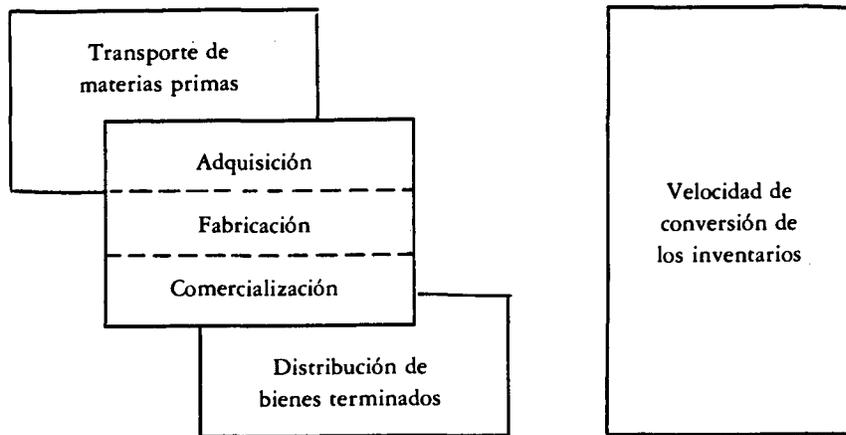 Transporte de
materias primas
Adquisición
Fabricación
Comercialización
Distribución de
bienes terminados
Velocidad de
conversión de
los inventarios